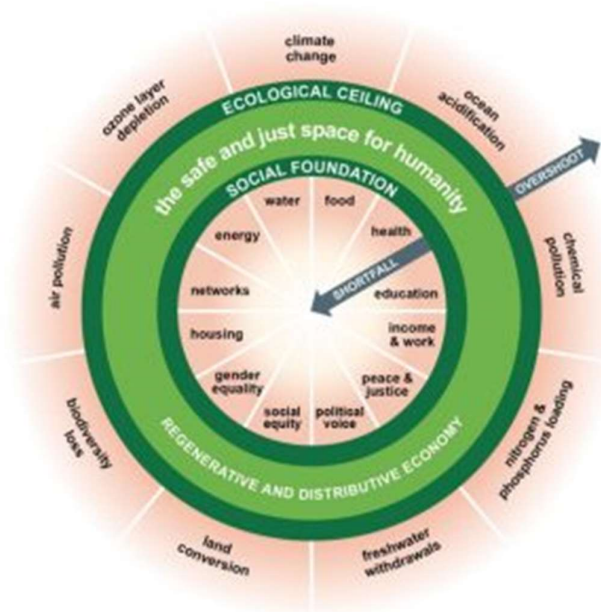 climate
change
ocean
acidification
chemical
pollution
nitrogen &
phosphorus loading
freshwater
withdrawals
land
conversion
biodiversity
loss
air pollution
ozone layer
depletion
ECOLOGICAL CEILING
the safe and just space for humanity
SOCIAL FOUNDATION
OVERSHOOT
SHORTFALL
water
food
health
education
income
& work
peace &
justice
political
voice
social
equity
gender
equality
housing
networks
energy
REGENERATIVE AND DISTRIBUTIVE ECONOMY